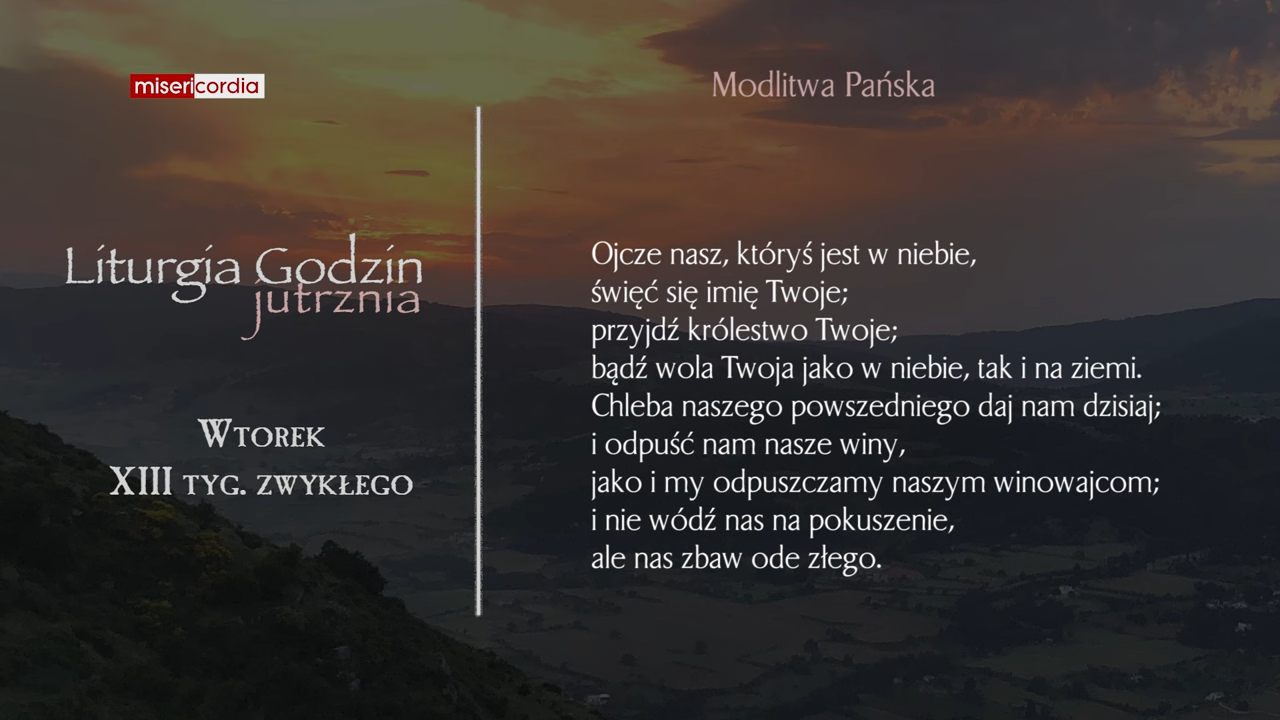 misericordia
Liturgia Godzin
jutrznia
Wtorek
XIII tyg. zwykłego
Modlitwa Pańska
Ojcze nasz, któryś jest w niebie,
święć się imię Twoje;
przyjdź królestwo Twoje;
bądź wola Twoja jako w niebie, tak i na ziemi.
Chleba naszego powszedniego daj nam dzisiaj;
i odpuść nam nasze winy,
jako i my odpuszczamy naszym winowajcom;
i nie wódź nas na pokuszenie,
ale nas zbaw ode złego.